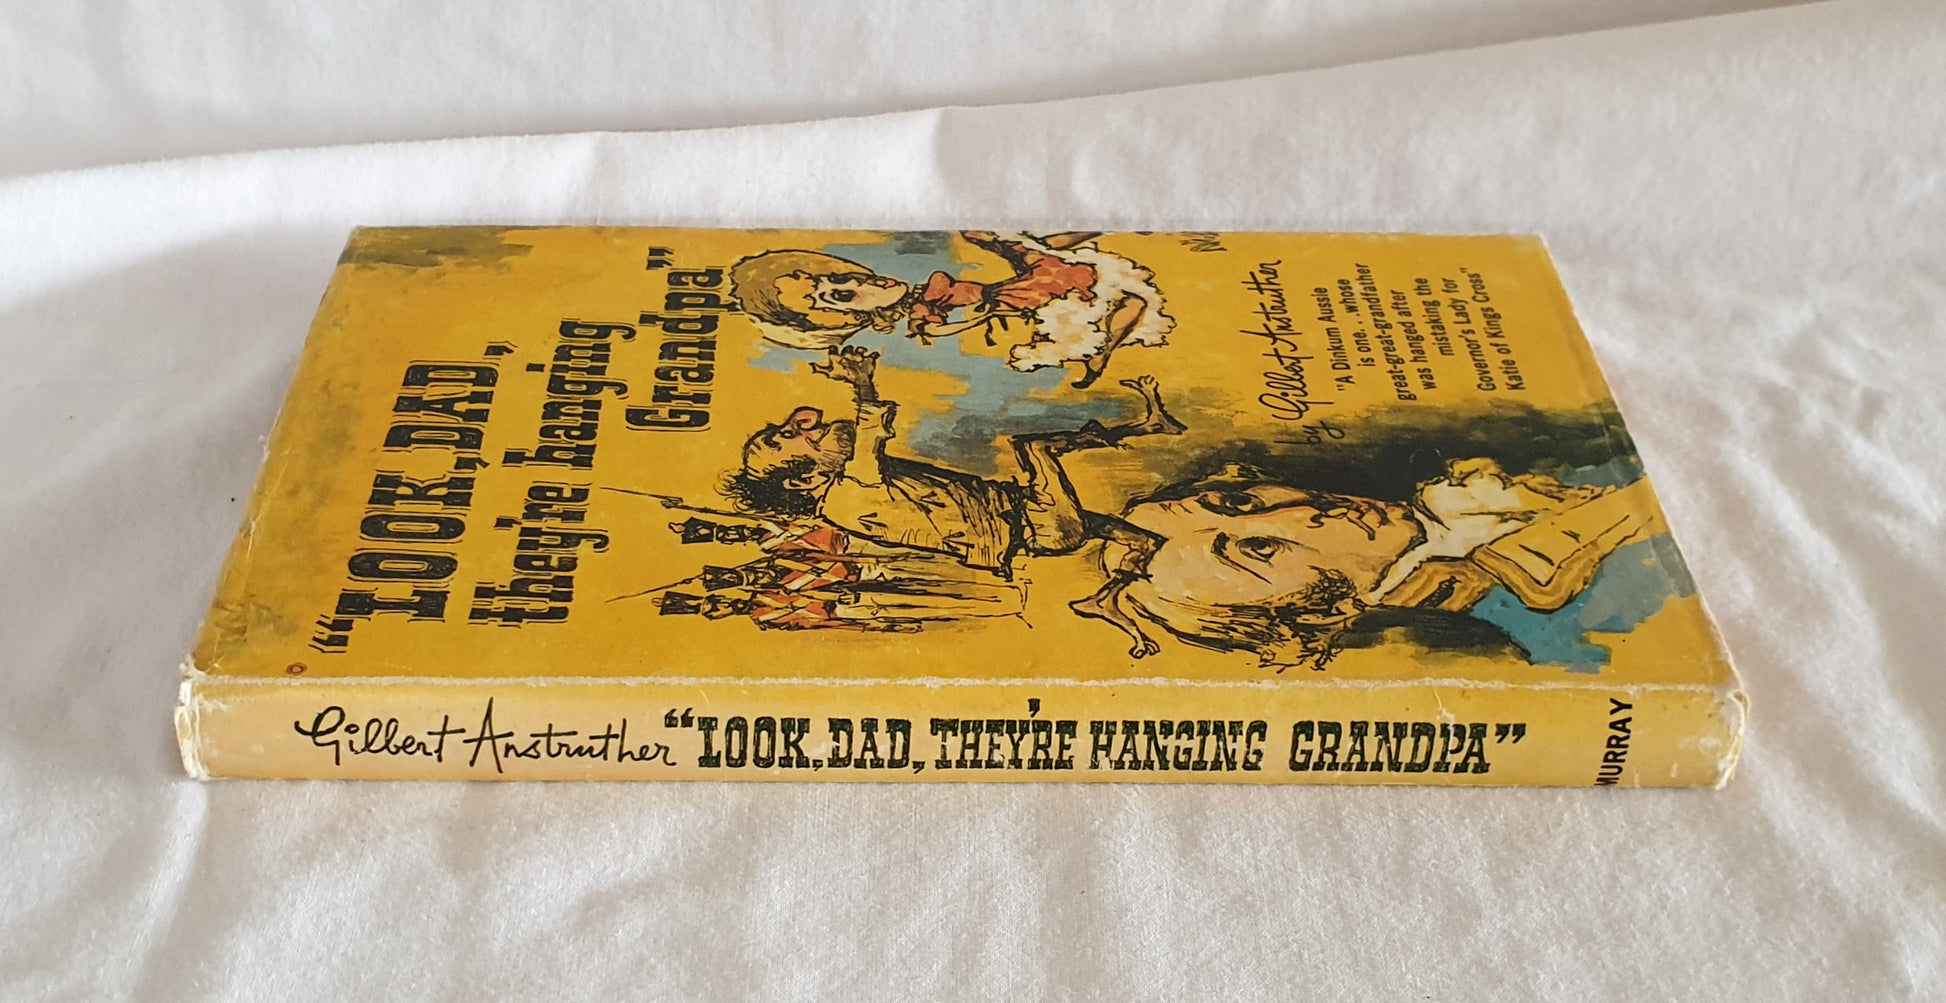 “LOOK, DAD,
they're hanging
Grandpa”
by Gilbert Anstruther
"A Dinkum Aussie
is one.. whose
great-great-grandfather
was hanged after
mistaking the
Governor's Lady for
Katie of Kings Cross"
Gilbert Anstruther “LOOK, DAD, THEY'RE HANGING GRANDPA” MURRAY